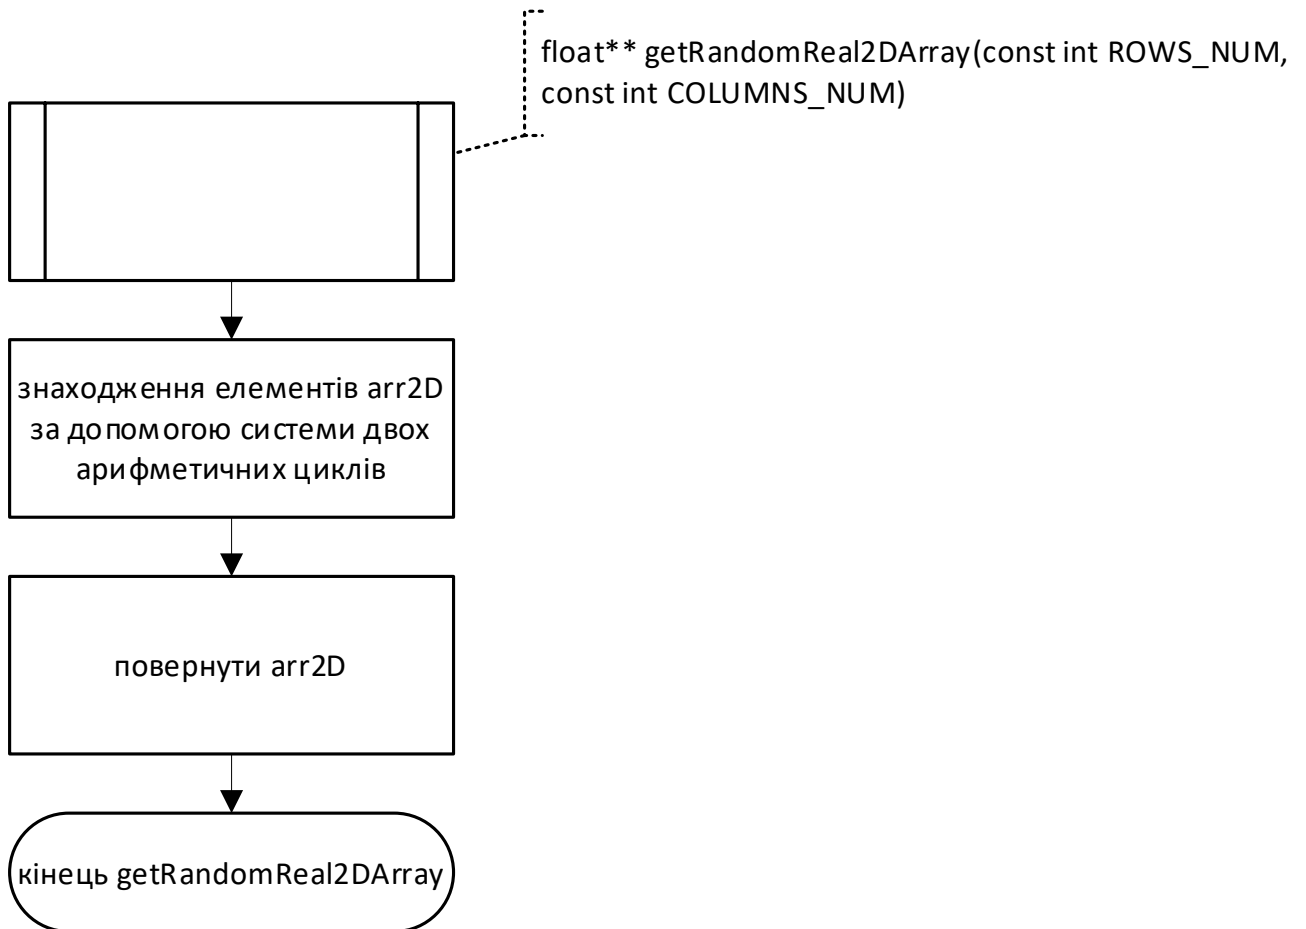 float** getRandomReal2DArray(const int ROWS_NUM,
const int COLUMNS_NUM)
знаходження елементів arr2D
за допомогою системи двох
арифметичних циклів
повернути arr2D
кінець getRandomReal2DArray